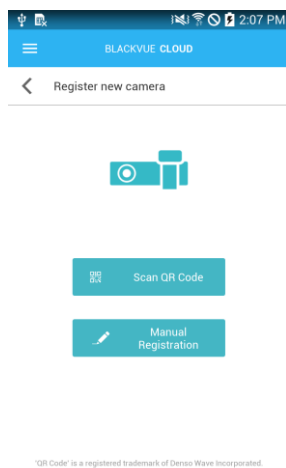 2:07 PM
BLACKVUE CLOUD
Register new camera
Scan QR Code
Manual
Registration
'QR Code' is a registered trademark of Denso Wave Incorporated.